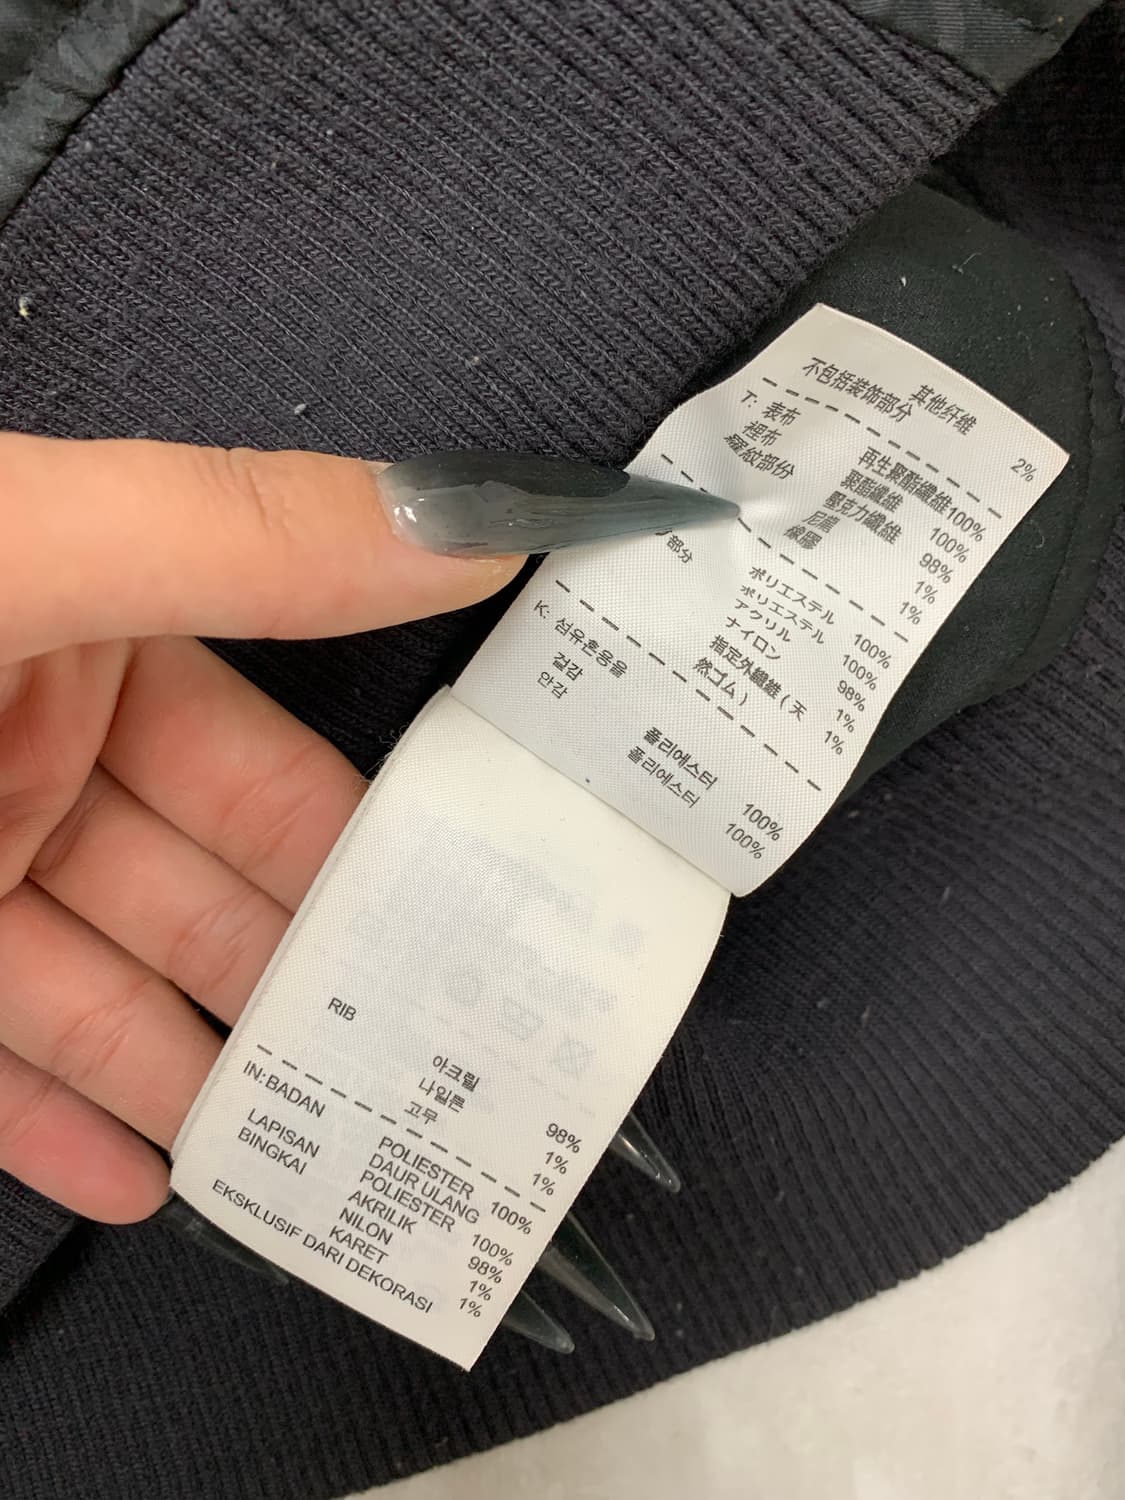 其他纤维 2%
不包括装饰部分
T: 表布
再生聚酯纖維 100%
裡布
聚酯纖維 100%
羅紋部份
壓克力纖維 98%
尼龍 1%
橡膠 1%
部分
ポリエステル 100%
ポリエステル 100%
アクリル 98%
ナイロン 1%
指定外繊維 (天然ゴム) 1%
K: 섬유혼용율
겉감
폴리에스터 100%
안감
폴리에스터 100%
RIB
아크릴 98%
나일론 1%
고무 1%
IN: BADAN
POLIESTER
DAUR ULANG 100%
LAPISAN
POLIESTER 100%
BINGKAI
AKRILIK 98%
NILON 1%
KARET 1%
EKSKLUSIF DARI DEKORASI